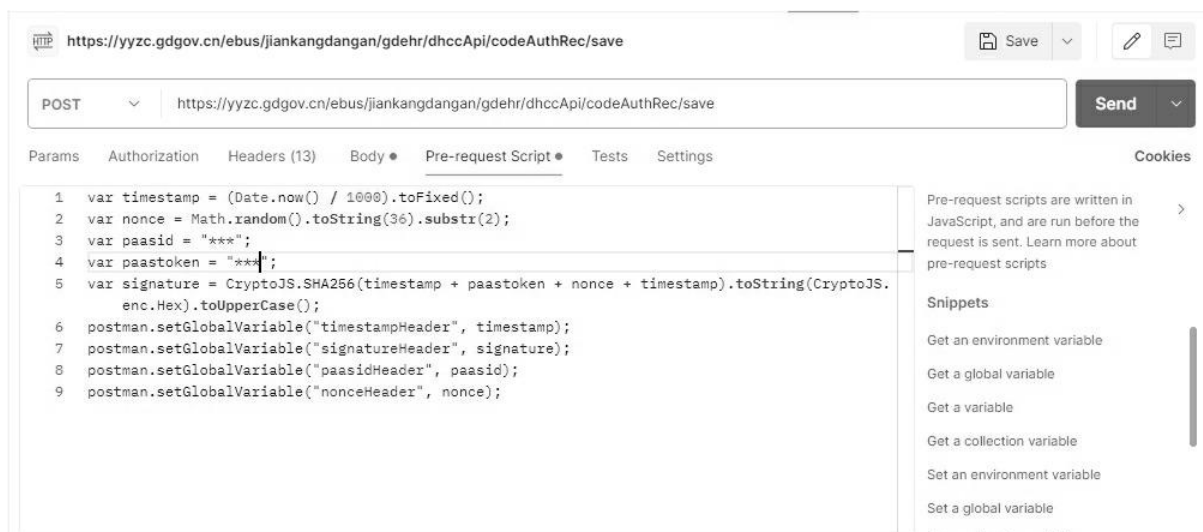 HTTP https://yyzc.gdgov.cn/ebus/jiankangdangan/gdehr/dhccApi/codeAuthRec/save
Save
POST https://yyzc.gdgov.cn/ebus/jiankangdangan/gdehr/dhccApi/codeAuthRec/save
Send
Params Authorization Headers (13) Body Pre-request Script Tests Settings Cookies
1 var timestamp = (Date.now() / 1000).toFixed();
2 var nonce = Math.random().toString(36).substr(2);
3 var paasid = "***";
4 var paastoken = "***";
5 var signature = CryptoJS.SHA256(timestamp + paastoken + nonce + timestamp).toString(CryptoJS.
enc.Hex).toUpperCase();
6 postman.setGlobalVariable("timestampHeader", timestamp);
7 postman.setGlobalVariable("signatureHeader", signature);
8 postman.setGlobalVariable("paasidHeader", paasid);
9 postman.setGlobalVariable("nonceHeader", nonce);
Pre-request scripts are written in
JavaScript, and are run before the
request is sent. Learn more about
pre-request scripts
Snippets
Get an environment variable
Get a global variable
Get a variable
Get a collection variable
Set an environment variable
Set a global variable